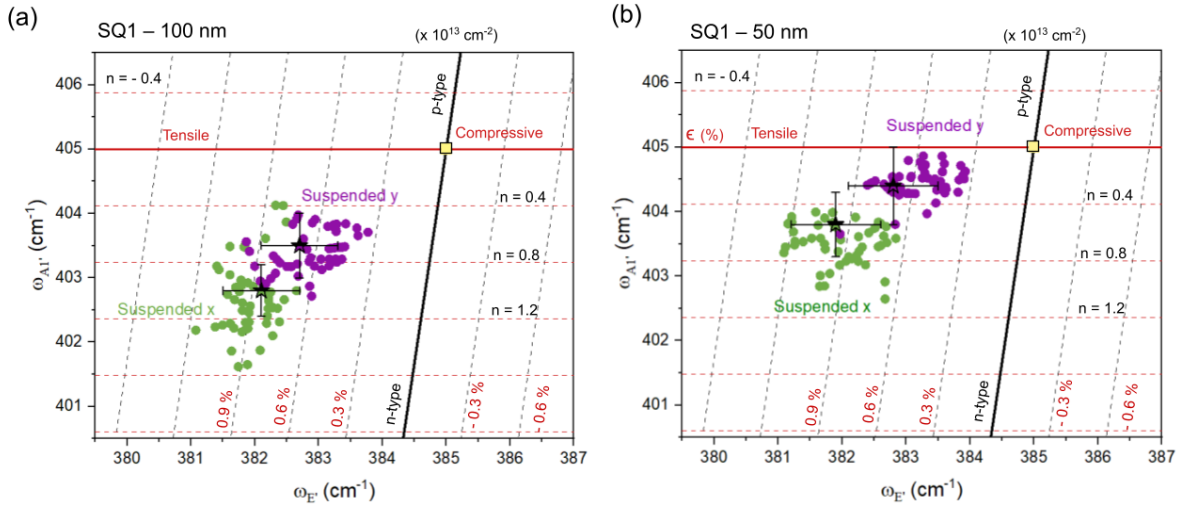 (a)
SQ1 – 100 nm
(x 10¹³ cm⁻²)
n = - 0.4
p-type
Tensile
Compressive
Suspended y
n = 0.4
n = 0.8
Suspended x
n = 1.2
0.9 %
0.6 %
0.3 %
n-type
- 0.3 %
- 0.6 %
406
405
404
403
402
401
ω_A1' (cm⁻¹)
380 381 382 383 384 385 386 387
ω_E' (cm⁻¹)
(b)
SQ1 – 50 nm
(x 10¹³ cm⁻²)
n = - 0.4
p-type
ϵ (%)
Tensile
Suspended y
Compressive
n = 0.4
n = 0.8
Suspended x
n = 1.2
0.9 %
0.6 %
0.3 %
n-type
- 0.3 %
- 0.6 %
406
405
404
403
402
401
ω_A1' (cm⁻¹)
380 381 382 383 384 385 386 387
ω_E' (cm⁻¹)